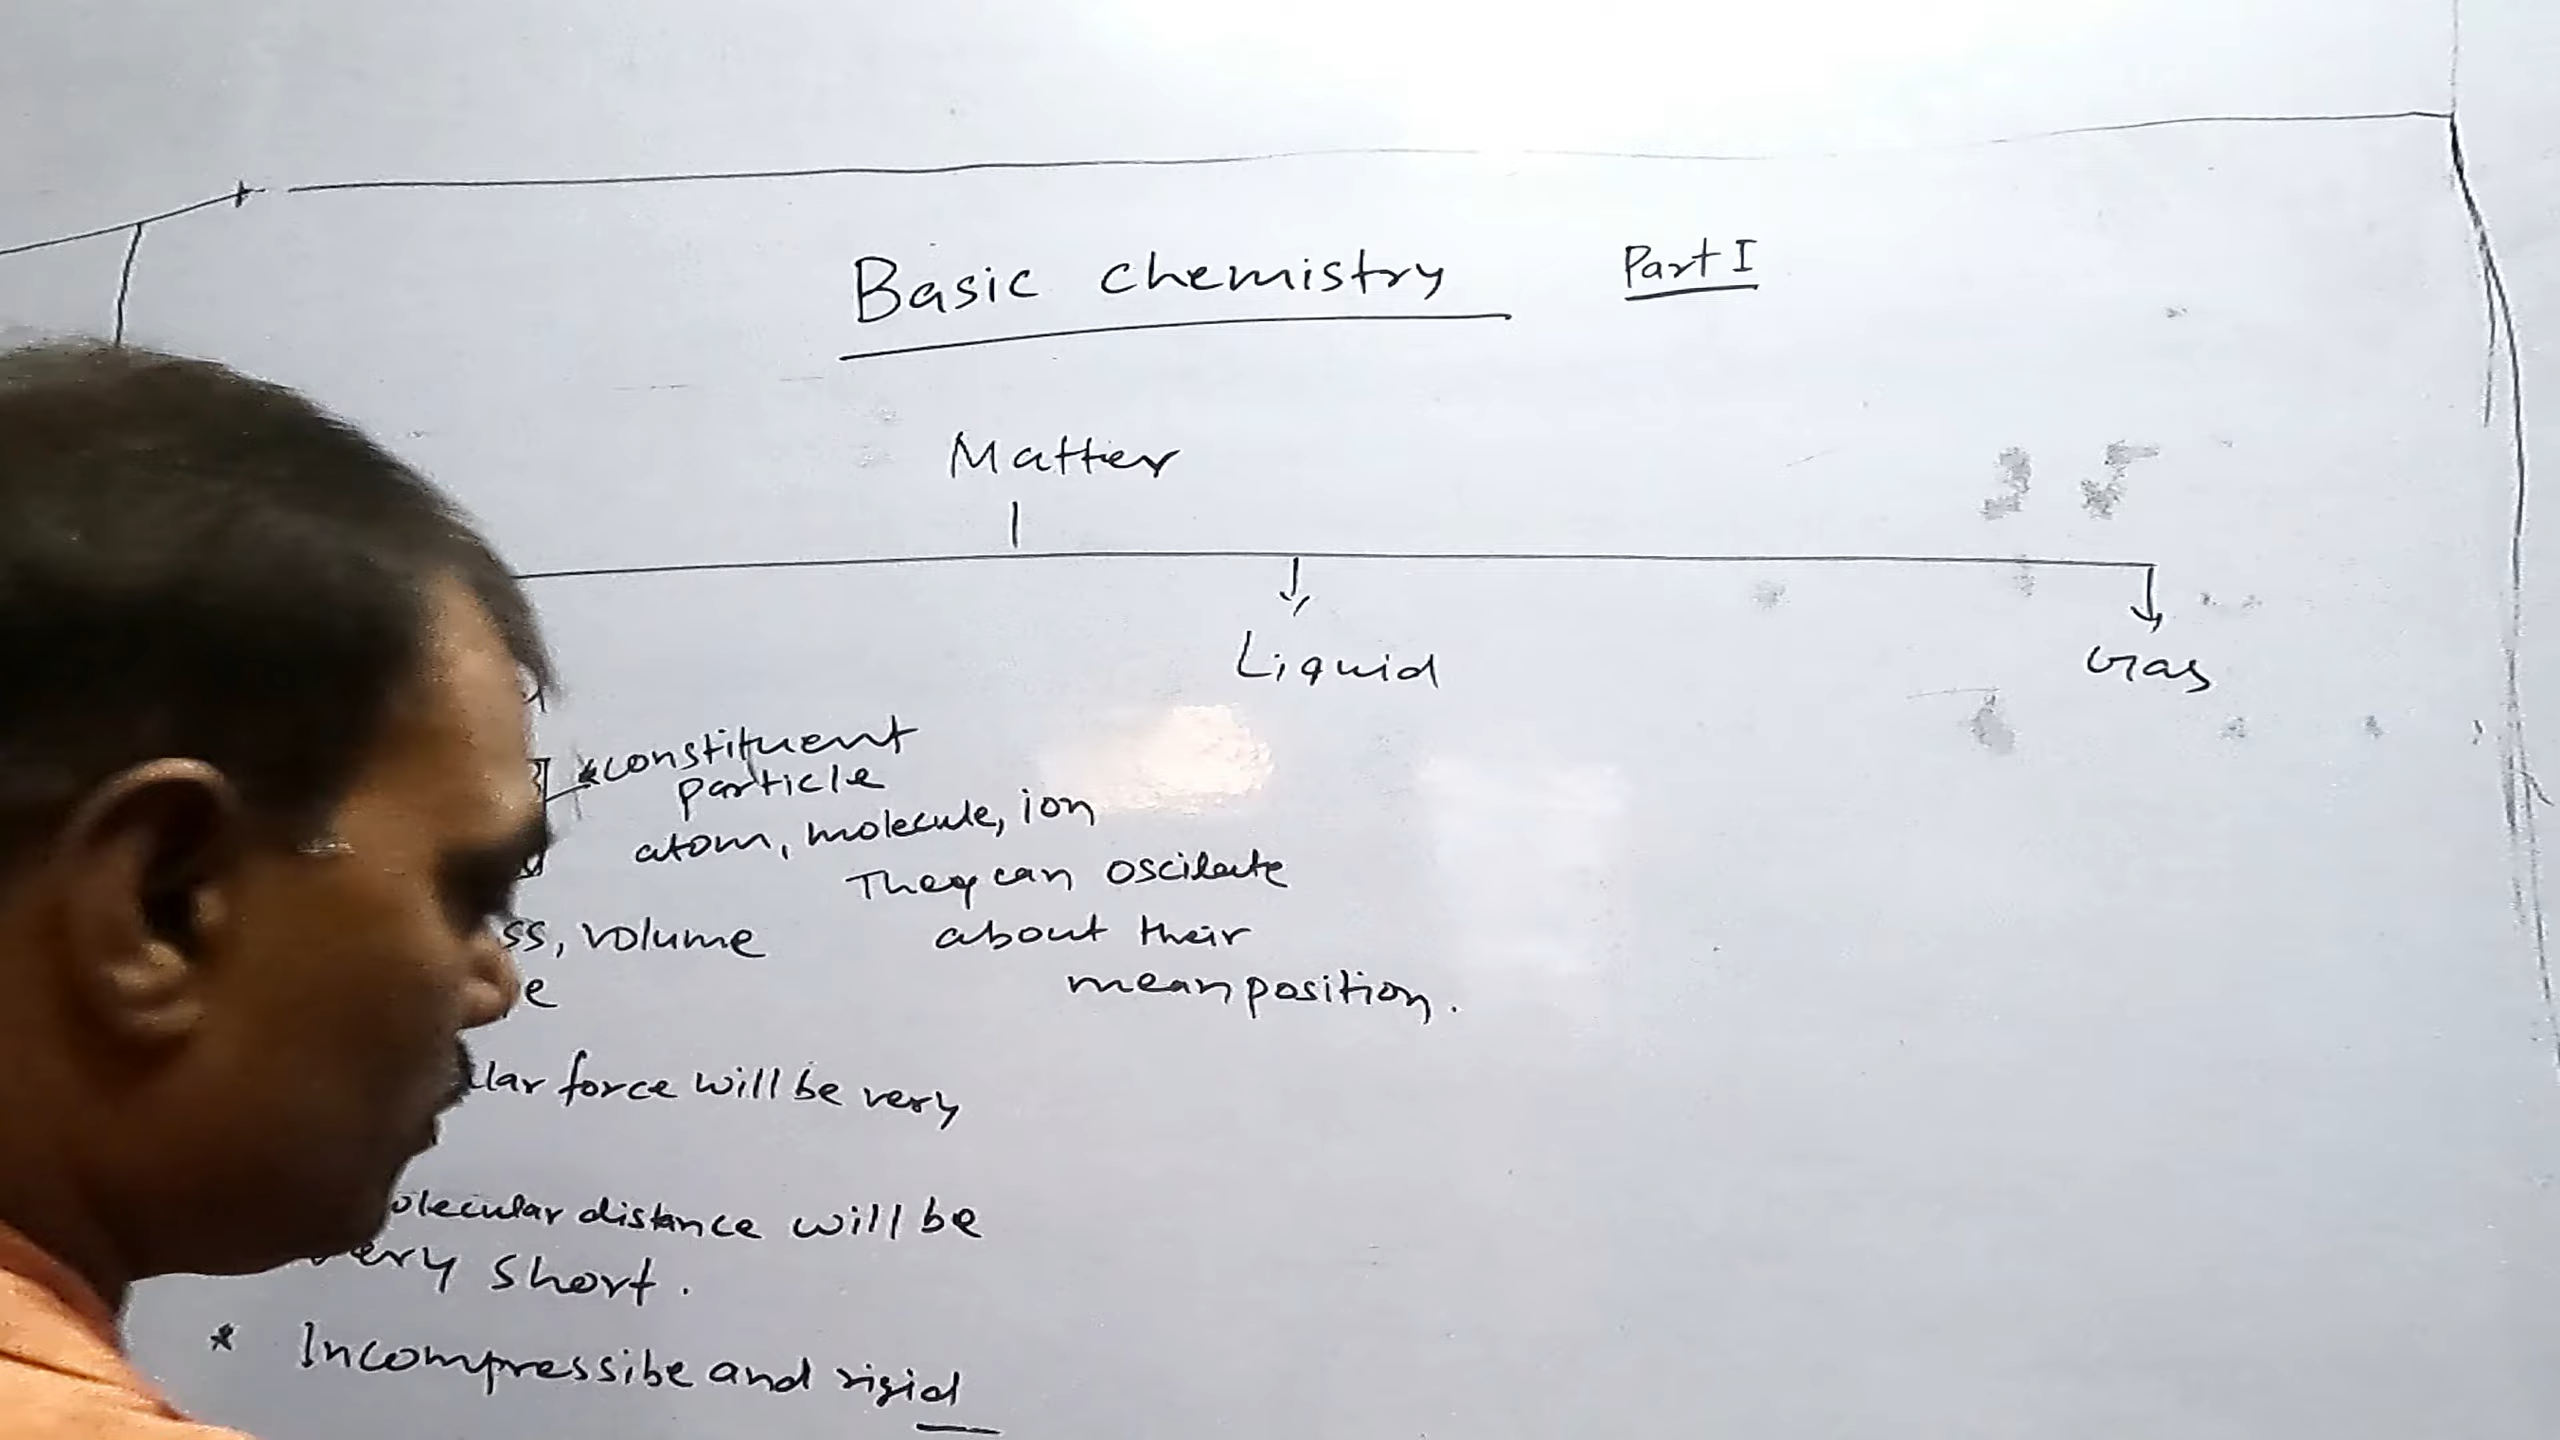 Basic Chemistry Part I
Matter
Liquid Gas
*Constituent
particle
atom, molecule, ion
They can oscilate
ss, volume about their
e mean position.
lar force will be very
olecular distance will be
very short.
* Incompressibe and rigid